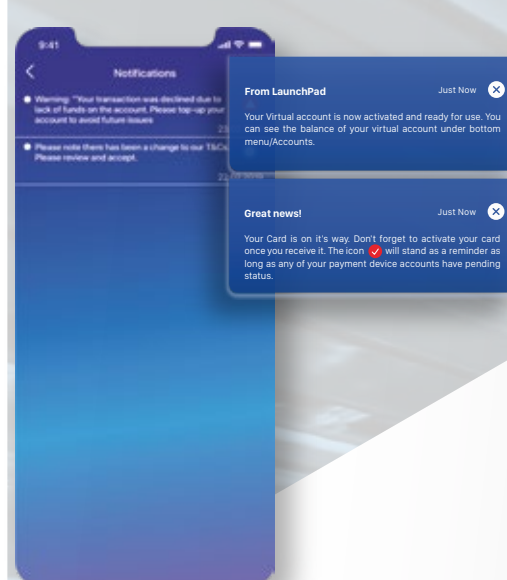 9:41
Notifications
Warning: "Your transaction was declined due to
lack of funds on the account. Please top-up your
account to avoid future issues
Please note there has been a change to our T&Cs.
Please review and accept.
From LaunchPad
Just Now
Your Virtual account is now activated and ready for use. You
can see the balance of your virtual account under bottom
menu/Accounts.
Great news!
Just Now
Your Card is on it's way. Don't forget to activate your card
once you receive it. The icon will stand as a reminder as
long as any of your payment device accounts have pending
status.